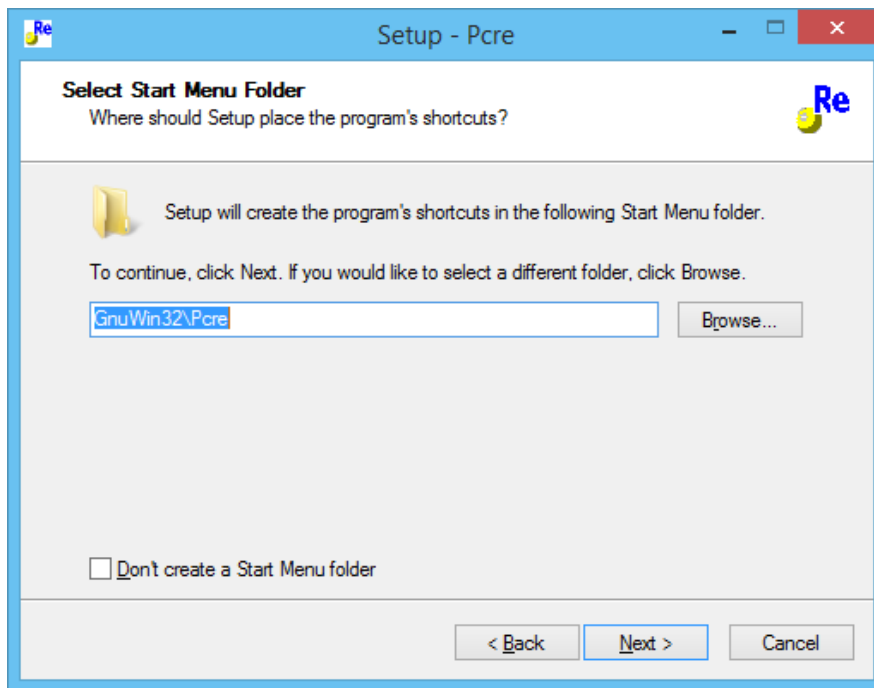 Re
Setup - Pcre
Select Start Menu Folder
Where should Setup place the program's shortcuts?
Re
Setup will create the program's shortcuts in the following Start Menu folder.
To continue, click Next. If you would like to select a different folder, click Browse.
GnuWin32\Pcre
Browse...
Don't create a Start Menu folder
< Back
Next >
Cancel